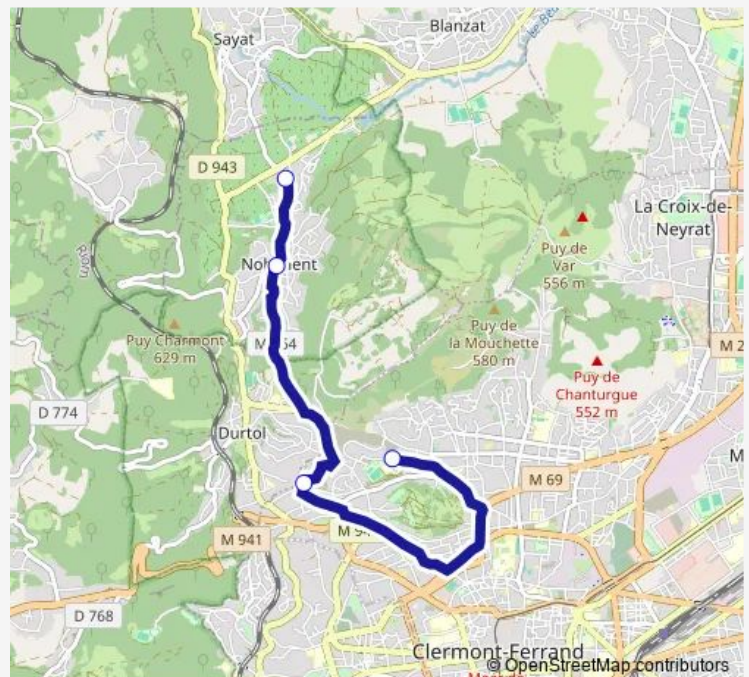 Blanzat
Sayat
D 943
La Croix-de-
Neyrat
Puy de
Var
556 m
Puy Charmont
629 m
Puy de
la Mouchette
580 m
M 2
Puy de
Chanturgue
552 m
D 774
Durtol
M
M 69
M 941
D 768
Clermont-Ferrand
© OpenStreetMap contributors